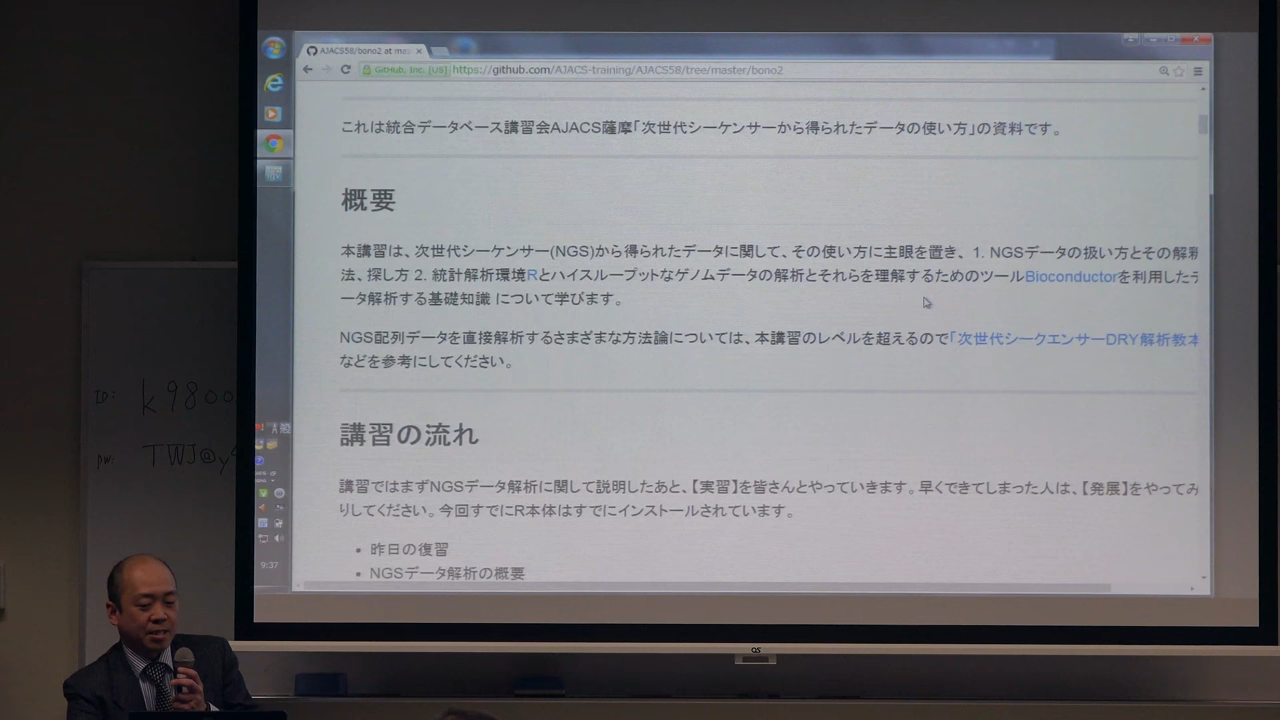 AJACS58/bono2 at mas
GitHub, Inc. [US] https://github.com/AJACS-training/AJACS58/tree/master/bono2
これは統合データベース講習会AJACS薩摩「次世代シーケンサーから得られたデータの使い方」の資料です。
概要
本講習は、次世代シーケンサー(NGS)から得られたデータに関して、その使い方に主眼を置き、 1. NGSデータの扱い方とその解釈
法、探し方 2. 統計解析環境Rとハイスループットなゲノムデータの解析とそれらを理解するためのツールBioconductorを利用したデ
ータ解析する基礎知識 について学びます。
NGS配列データを直接解析するさまざまな方法論については、本講習のレベルを超えるので「次世代シークエンサーDRY解析教本
などを参考にしてください。
講習の流れ
講習ではまずNGSデータ解析に関して説明したあと、【実習】を皆さんとやっていきます。早くできてしまった人は、【発展】をやってみ
りしてください。今回すでにR本体はすでにインストールされています。
• 昨日の復習
• NGSデータ解析の概要
A 般
9:37
ID: k9800
pw: TWJ@y
OS